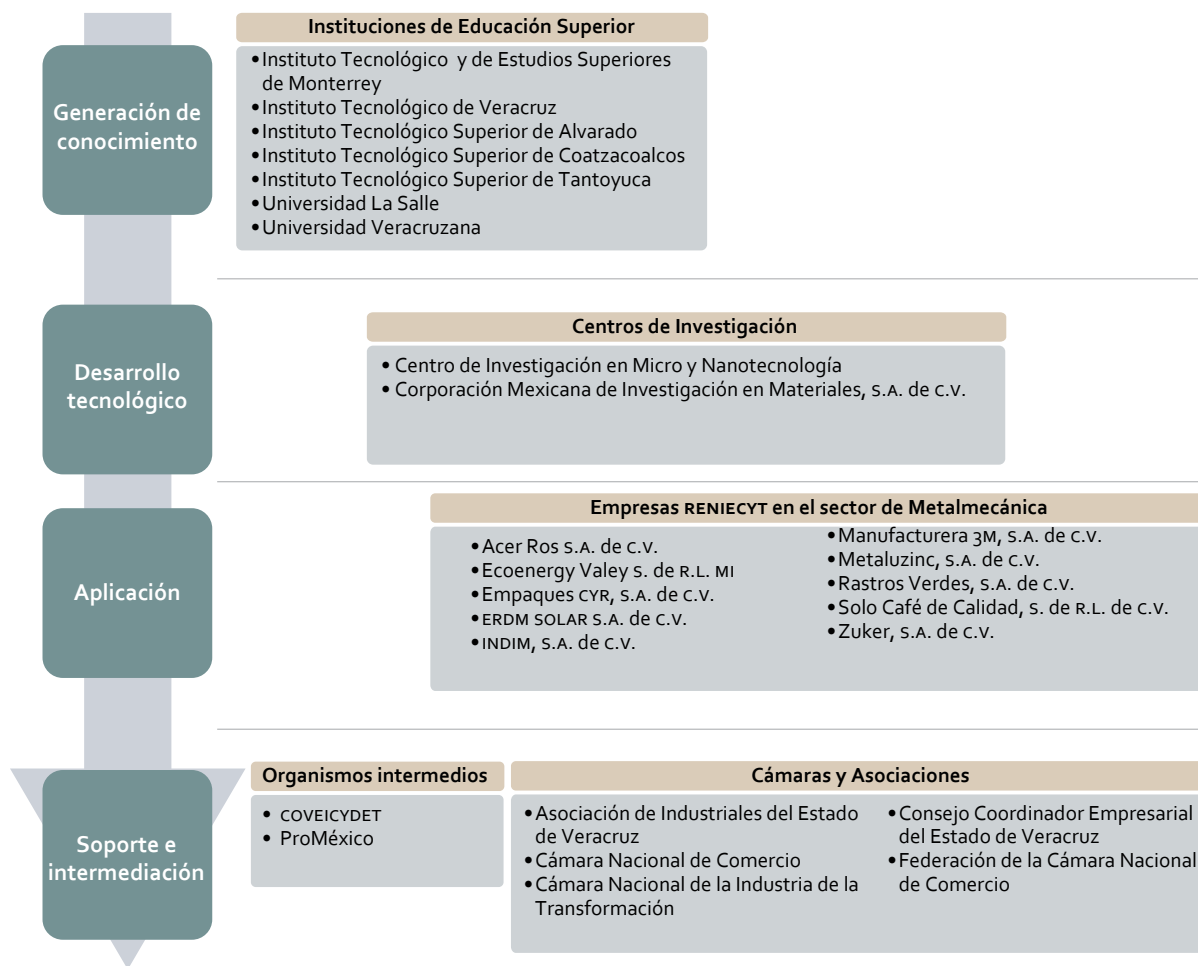 Instituciones de Educación Superior
Generación de
conocimiento
•Instituto Tecnológico y de Estudios Superiores
de Monterrey
•Instituto Tecnológico de Veracruz
•Instituto Tecnológico Superior de Alvarado
•Instituto Tecnológico Superior de Coatzacoalcos
•Instituto Tecnológico Superior de Tantoyuca
•Universidad La Salle
•Universidad Veracruzana
Desarrollo
tecnológico
Centros de Investigación
• Centro de Investigación en Micro y Nanotecnología
• Corporación Mexicana de Investigación en Materiales, S.A. de C.V.
Aplicación
Empresas RENIECYT en el sector de Metalmecánica
•Acer Ros S.A. de C.V.
•Ecoenergy Valey S. de R.L. MI
•Empaques CYR, S.A. de C.V.
•ERDM SOLAR S.A. de C.V.
•INDIM, S.A. de C.V.
•Manufacturera 3M, S.A. de C.V.
•Metaluzinc, S.A. de C.V.
•Rastros Verdes, S.A. de C.V.
•Solo Café de Calidad, S. de R.L. de C.V.
•Zuker, S.A. de C.V.
Soporte e
intermediación
Organismos intermedios
• COVEICYDET
• ProMéxico
Cámaras y Asociaciones
•Asociación de Industriales del Estado
de Veracruz
•Cámara Nacional de Comercio
•Cámara Nacional de la Industria de la
Transformación
•Consejo Coordinador Empresarial
del Estado de Veracruz
•Federación de la Cámara Nacional
de Comercio